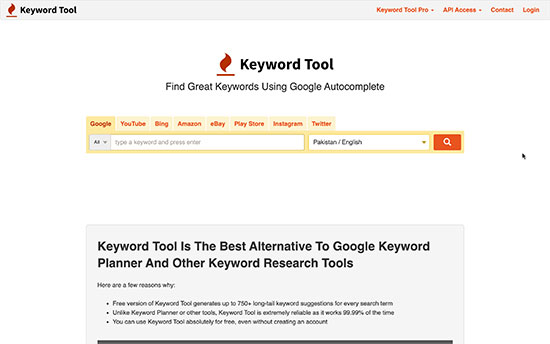 Keyword Tool
Keyword Tool Pro API Access Contact Login
Keyword Tool
Find Great Keywords Using Google Autocomplete
Google YouTube Bing Amazon eBay Play Store Instagram Twitter
All type a keyword and press enter Pakistan / English
Keyword Tool Is The Best Alternative To Google Keyword
Planner And Other Keyword Research Tools
Here are a few reasons why:
Free version of Keyword Tool generates up to 750+ long-tail keyword suggestions for every search term
Unlike Keyword Planner or other tools, Keyword Tool is extremely reliable as it works 99.99% of the time
You can use Keyword Tool absolutely for free, even without creating an account